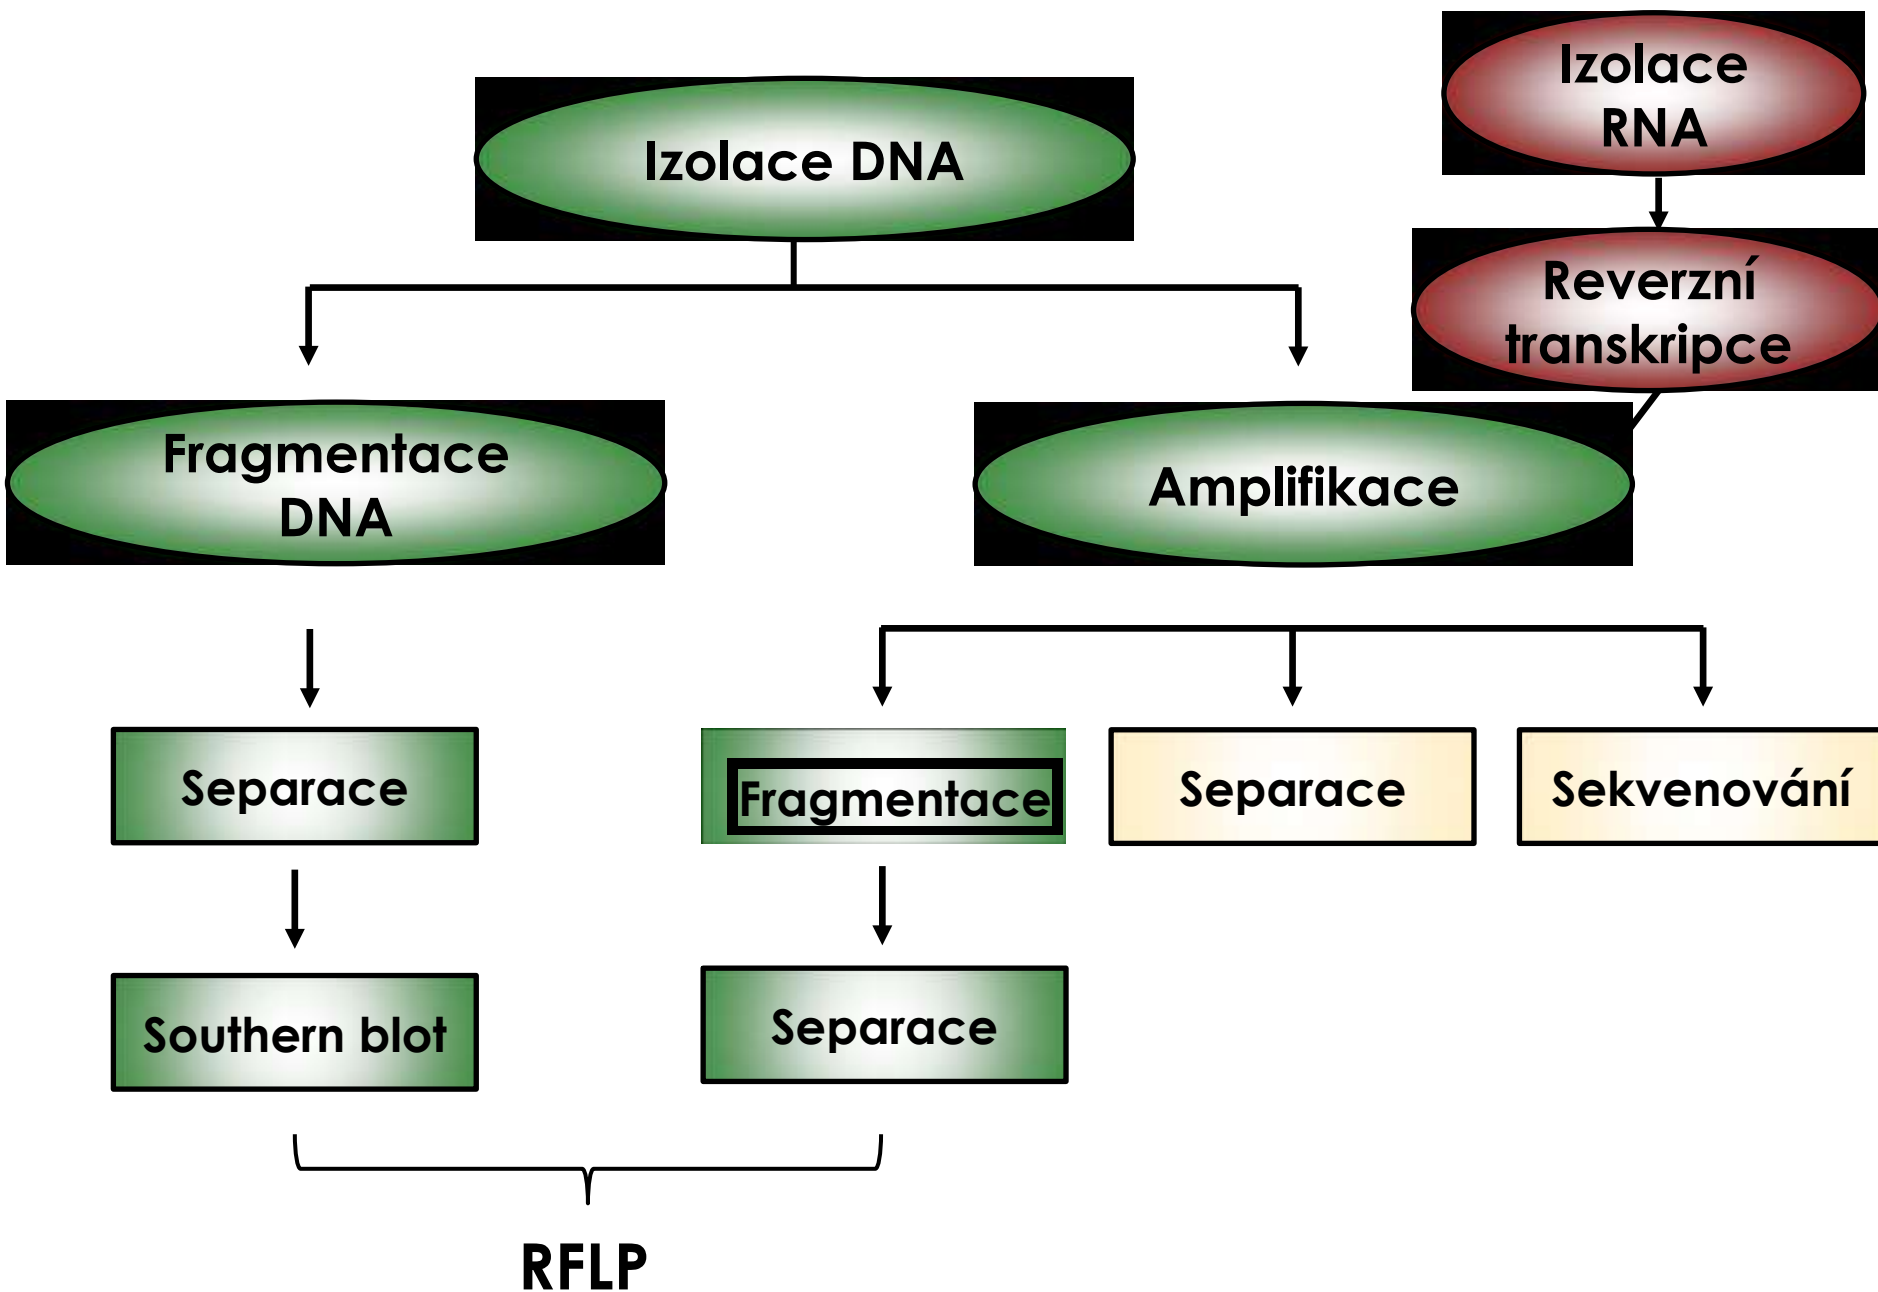 Izolace
RNA
Izolace DNA
Reverzní
transkripce
Fragmentace
DNA
Amplifikace
Separace
Fragmentace
Separace
Sekvenování
Southern blot
Separace
RFLP